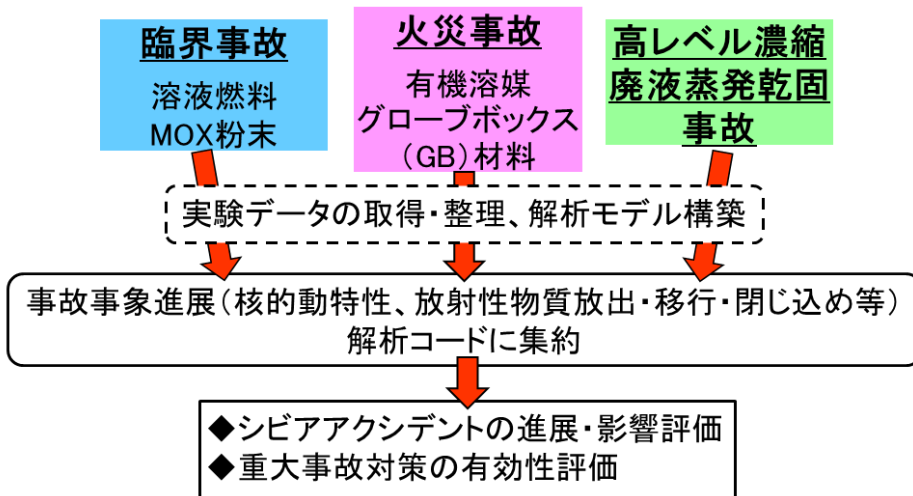 臨界事故
溶液燃料
MOX粉末
火災事故
有機溶媒
グローブボックス
（GB）材料
高レベル濃縮
廃液蒸発乾固
事故
実験データの取得・整理、解析モデル構築
事故事象進展（核的動特性、放射性物質放出・移行・閉じ込め等）
解析コードに集約
◆シビアアクシデントの進展・影響評価
◆重大事故対策の有効性評価